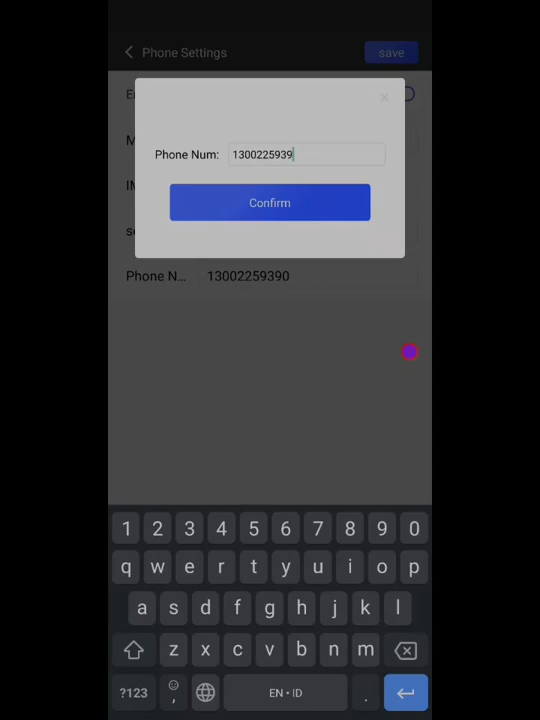 Phone Settings
save
E
Phone Num: 1300225939
M
Confirm
Phone N... 13002259390
1 2 3 4 5 6 7 8 9 0
q w e r t y u i o p
a s d f g h j k l
z x c v b n m
?123 , EN • ID .